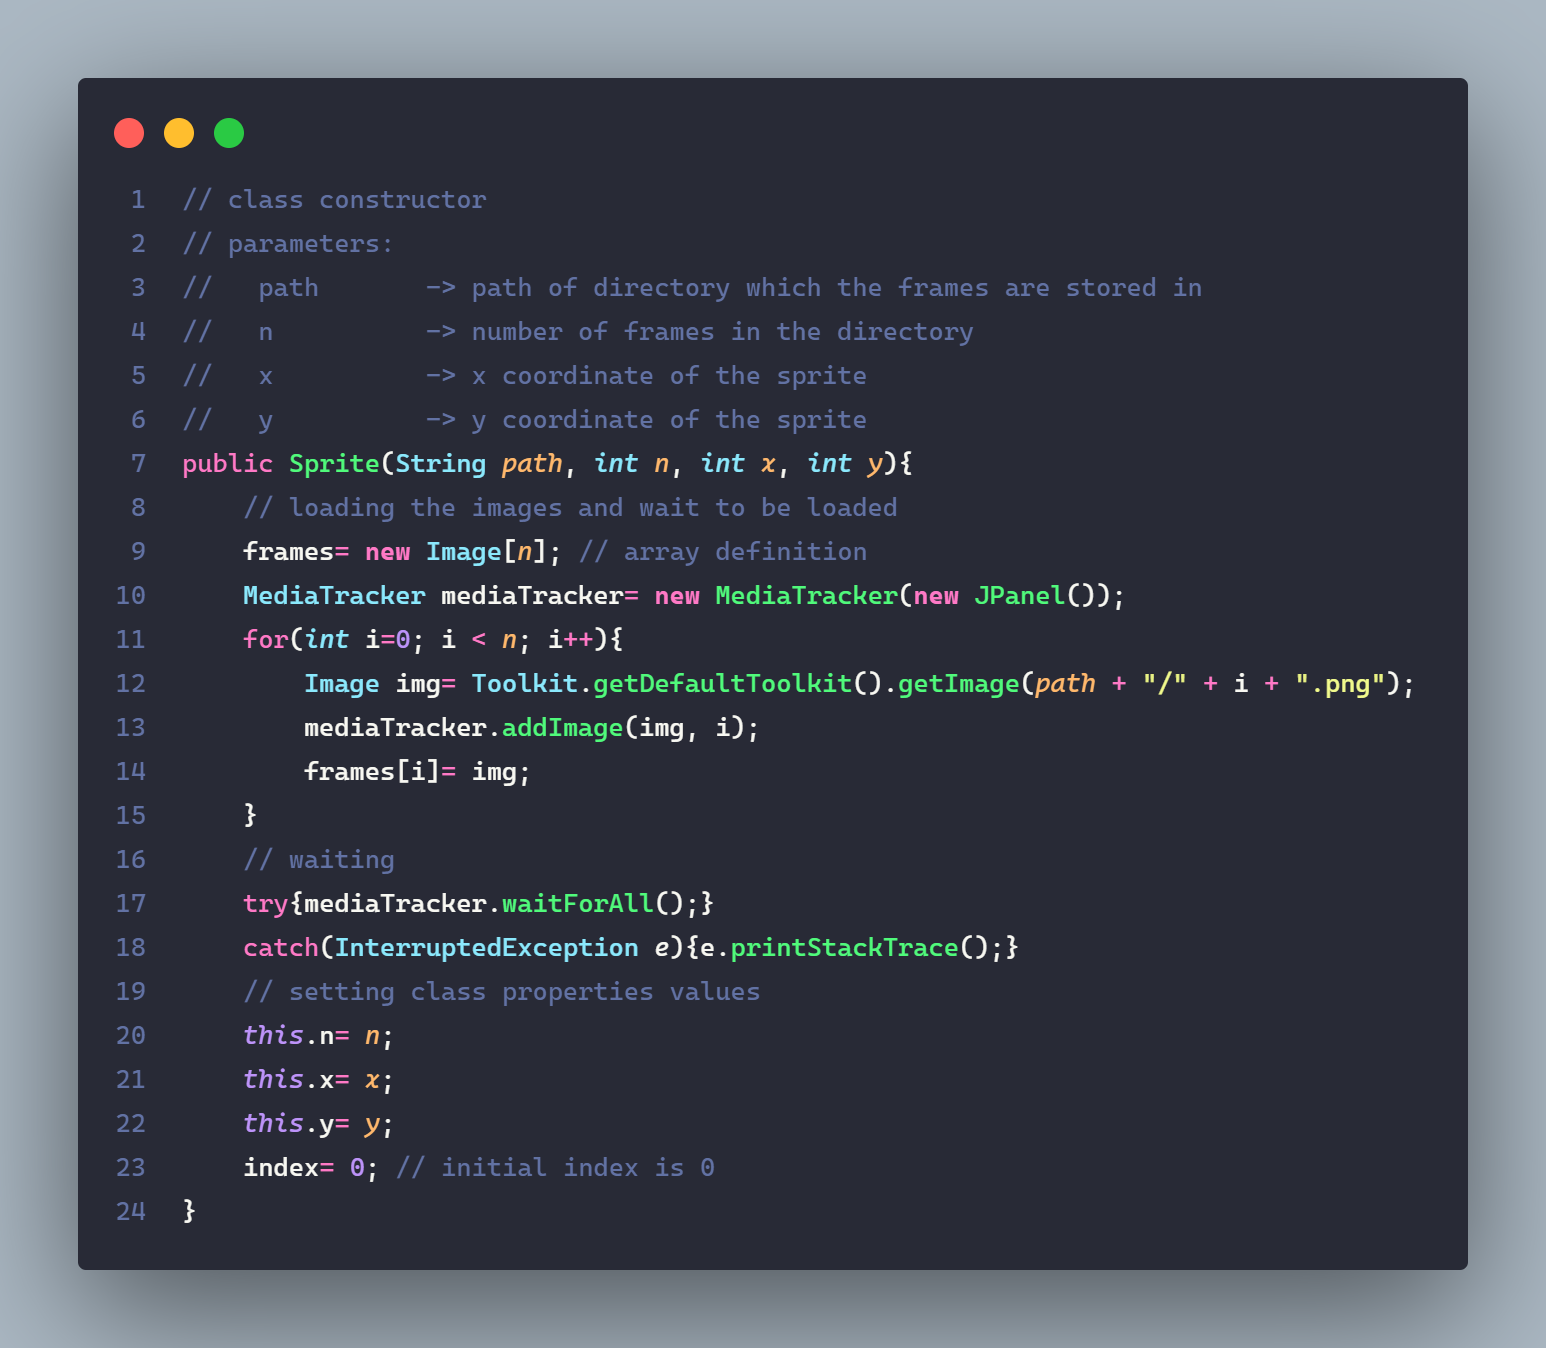 1 // class constructor
2 // parameters:
3 //   path       -> path of directory which the frames are stored in
4 //   n          -> number of frames in the directory
5 //   x          -> x coordinate of the sprite
6 //   y          -> y coordinate of the sprite
7 public Sprite(String path, int n, int x, int y){
8     // loading the images and wait to be loaded
9     frames= new Image[n]; // array definition
10     MediaTracker mediaTracker= new MediaTracker(new JPanel());
11     for(int i=0; i < n; i++){
12         Image img= Toolkit.getDefaultToolkit().getImage(path + "/" + i + ".png");
13         mediaTracker.addImage(img, i);
14         frames[i]= img;
15     }
16     // waiting
17     try{mediaTracker.waitForAll();}
18     catch(InterruptedException e){e.printStackTrace();}
19     // setting class properties values
20     this.n= n;
21     this.x= x;
22     this.y= y;
23     index= 0; // initial index is 0
24 }